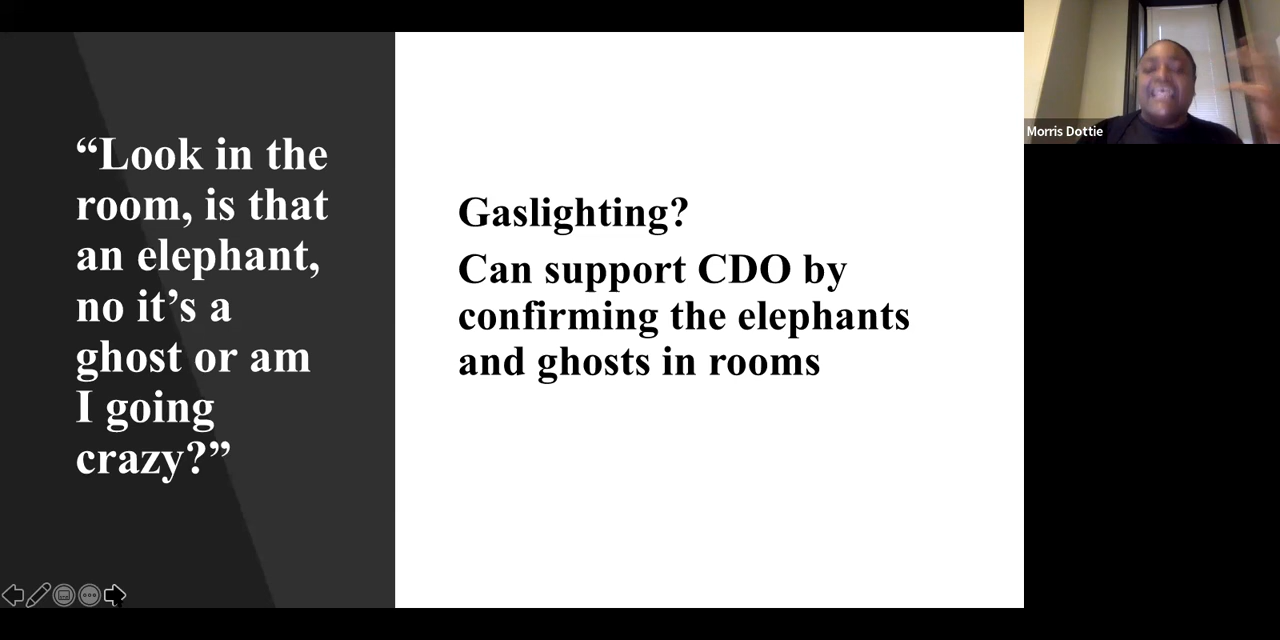 “Look in the
room, is that
an elephant,
no it’s a
ghost or am
I going
crazy?”
Gaslighting?
Can support CDO by
confirming the elephants
and ghosts in rooms
Morris Dottie